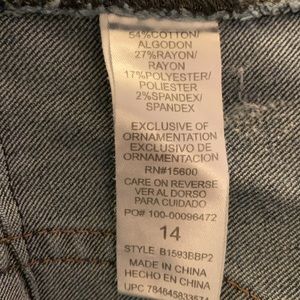 54%COTTON/
ALGODON
27%RAYON/
RAYON
17%POLYESTER/
POLIESTER
2%SPANDEX/
SPANDEX
EXCLUSIVE OF
ORNAMENTATION
EXCLUSIVO DE
ORNAMENTACION
RN#15600
CARE ON REVERSE
VER AL DORSO
PARA CUIDADO
PO# 100-00096472
14
STYLE B1593BBP2
MADE IN CHINA
HECHO EN CHINA
UPC